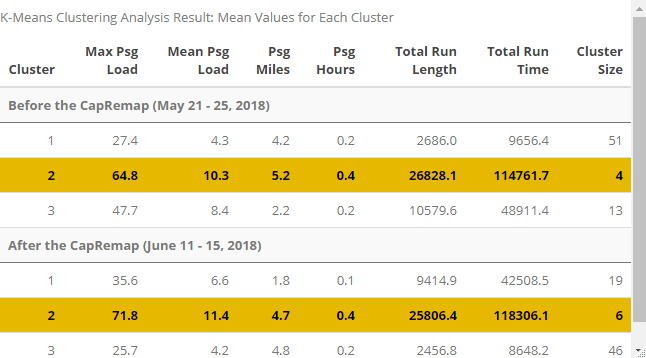 K-Means Clustering Analysis Result: Mean Values for Each Cluster
Cluster Max Psg Load Mean Psg Load Psg Miles Psg Hours Total Run Length Total Run Time Cluster Size
Before the CapRemap (May 21 - 25, 2018)
1 27.4 4.3 4.2 0.2 2686.0 9656.4 51
2 64.8 10.3 5.2 0.4 26828.1 114761.7 4
3 47.7 8.4 2.2 0.2 10579.6 48911.4 13
After the CapRemap (June 11 - 15, 2018)
1 35.6 6.6 1.8 0.1 9414.9 42508.5 19
2 71.8 11.4 4.7 0.4 25806.4 118306.1 6
3 25.7 4.2 4.8 0.2 2456.8 8648.2 46